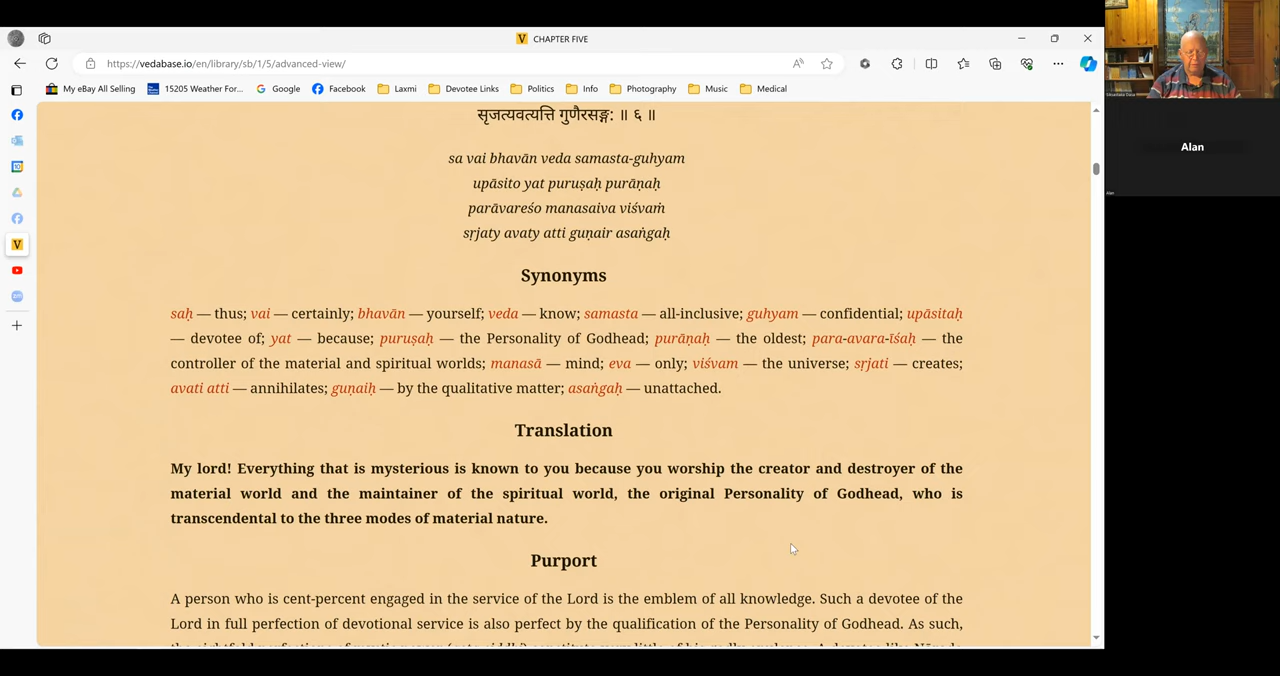 CHAPTER FIVE
https://vedabase.io/en/library/sb/1/5/advanced-view/
My eBay All Selling
15205 Weather For...
Google
Facebook
Laxmi
Devotee Links
Politics
Info
Photography
Music
Medical
सृजत्यवत्यत्ति गुणैरसङ्ग: ॥ ६ ॥
sa vai bhavān veda samasta-guhyam
upāsito yat puruṣaḥ purāṇaḥ
parāvareśo manasaiva viśvaṁ
sṛjaty avaty atti guṇair asaṅgaḥ
Synonyms
saḥ — thus; vai — certainly; bhavān — yourself; veda — know; samasta — all-inclusive; guhyam — confidential; upāsitaḥ
— devotee of; yat — because; puruṣaḥ — the Personality of Godhead; purāṇaḥ — the oldest; para-avara-īśaḥ — the
controller of the material and spiritual worlds; manasā — mind; eva — only; viśvam — the universe; sṛjati — creates;
avati atti — annihilates; guṇaiḥ — by the qualitative matter; asaṅgaḥ — unattached.
Translation
My lord! Everything that is mysterious is known to you because you worship the creator and destroyer of the
material world and the maintainer of the spiritual world, the original Personality of Godhead, who is
transcendental to the three modes of material nature.
Purport
A person who is cent-percent engaged in the service of the Lord is the emblem of all knowledge. Such a devotee of the
Lord in full perfection of devotional service is also perfect by the qualification of the Personality of Godhead. As such,
Alan
Alan